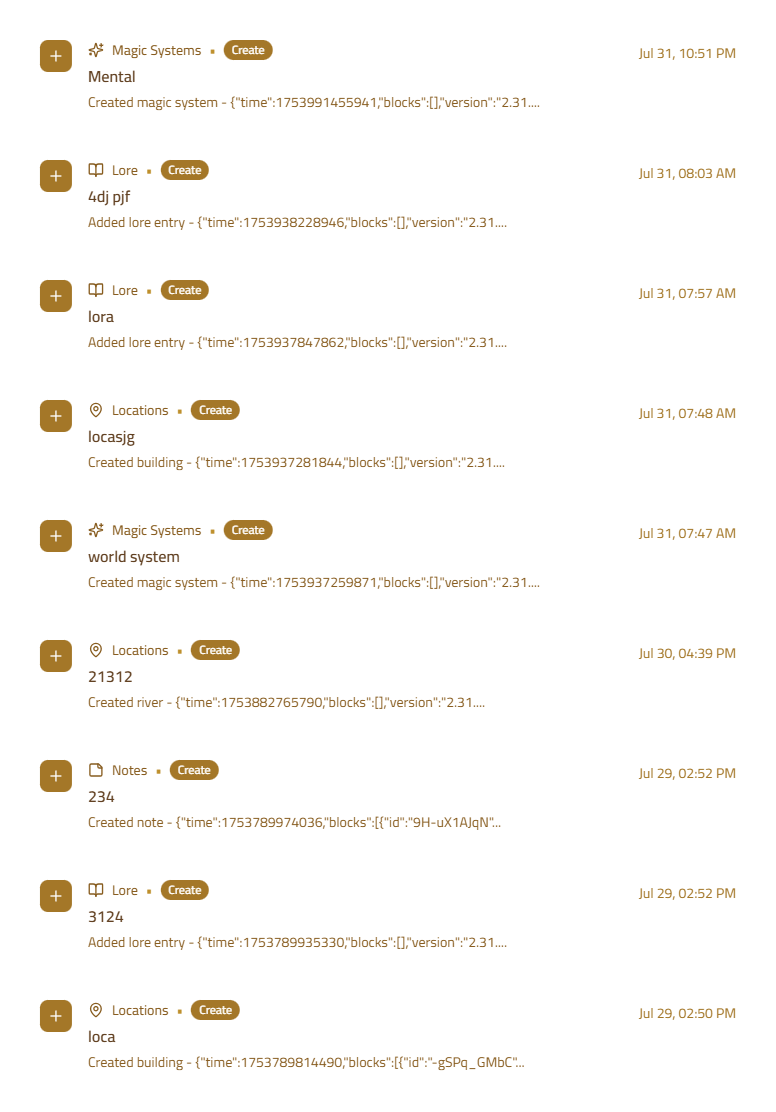 Magic Systems • Create Jul 31, 10:51 PM
Mental
Created magic system - {"time":1753991455941,"blocks":[],"version":"2.31....
Lore • Create Jul 31, 08:03 AM
4dj pjf
Added lore entry - {"time":1753938228946,"blocks":[],"version":"2.31....
Lore • Create Jul 31, 07:57 AM
lora
Added lore entry - {"time":1753937847862,"blocks":[],"version":"2.31....
Locations • Create Jul 31, 07:48 AM
locasjg
Created building - {"time":1753937281844,"blocks":[],"version":"2.31....
Magic Systems • Create Jul 31, 07:47 AM
world system
Created magic system - {"time":1753937259871,"blocks":[],"version":"2.31....
Locations • Create Jul 30, 04:39 PM
21312
Created river - {"time":1753882765790,"blocks":[],"version":"2.31....
Notes • Create Jul 29, 02:52 PM
234
Created note - {"time":1753789974036,"blocks":[{"id":"9H-uX1AJqN"...
Lore • Create Jul 29, 02:52 PM
3124
Added lore entry - {"time":1753789935330,"blocks":[],"version":"2.31....
Locations • Create Jul 29, 02:50 PM
loca
Created building - {"time":1753789814490,"blocks":[{"id":"-gSPq_GMbC"...